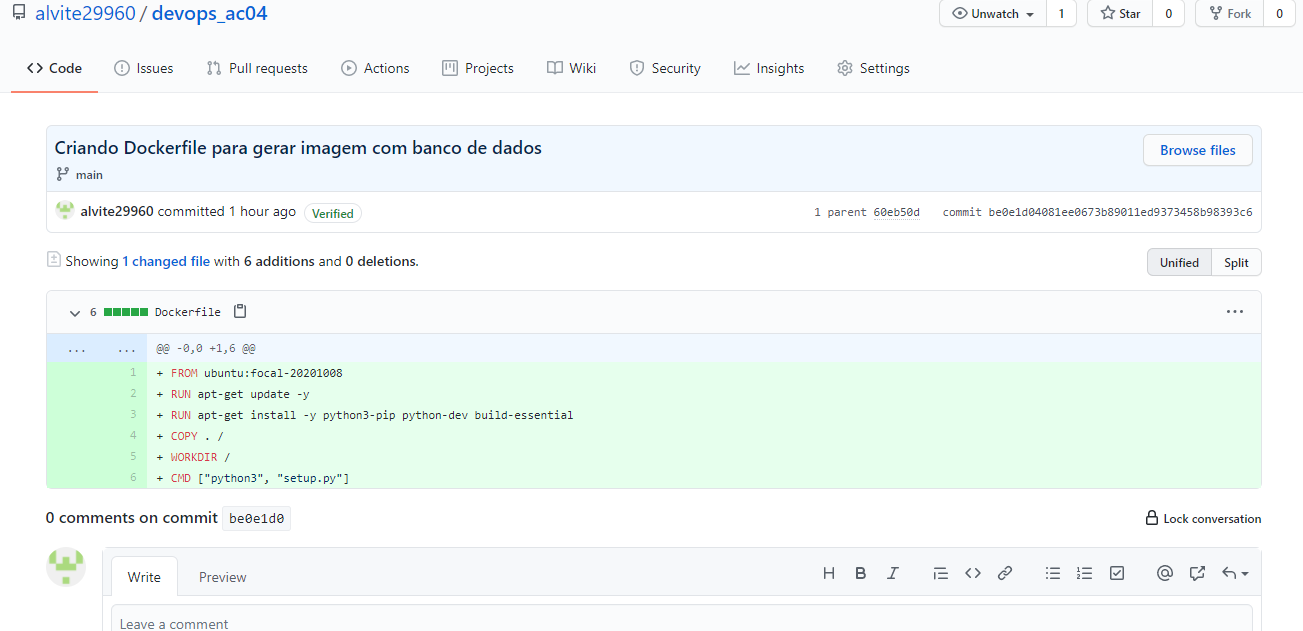 alvite29960 / devops_ac04 Unwatch 1 Star 0 Fork 0
Code Issues Pull requests Actions Projects Wiki Security Insights Settings
Criando Dockerfile para gerar imagem com banco de dados Browse files
main
alvite29960 committed 1 hour ago Verified 1 parent 60eb50d commit be0e1d04081ee0673b89011ed9373458b98393c6
Showing 1 changed file with 6 additions and 0 deletions. Unified Split
6 Dockerfile ...
... ... @@ -0,0 +1,6 @@
1 + FROM ubuntu:focal-20201008
2 + RUN apt-get update -y
3 + RUN apt-get install -y python3-pip python-dev build-essential
4 + COPY . /
5 + WORKDIR /
6 + CMD ["python3", "setup.py"]
0 comments on commit be0e1d0 Lock conversation
Write Preview H B I <> @
Leave a comment